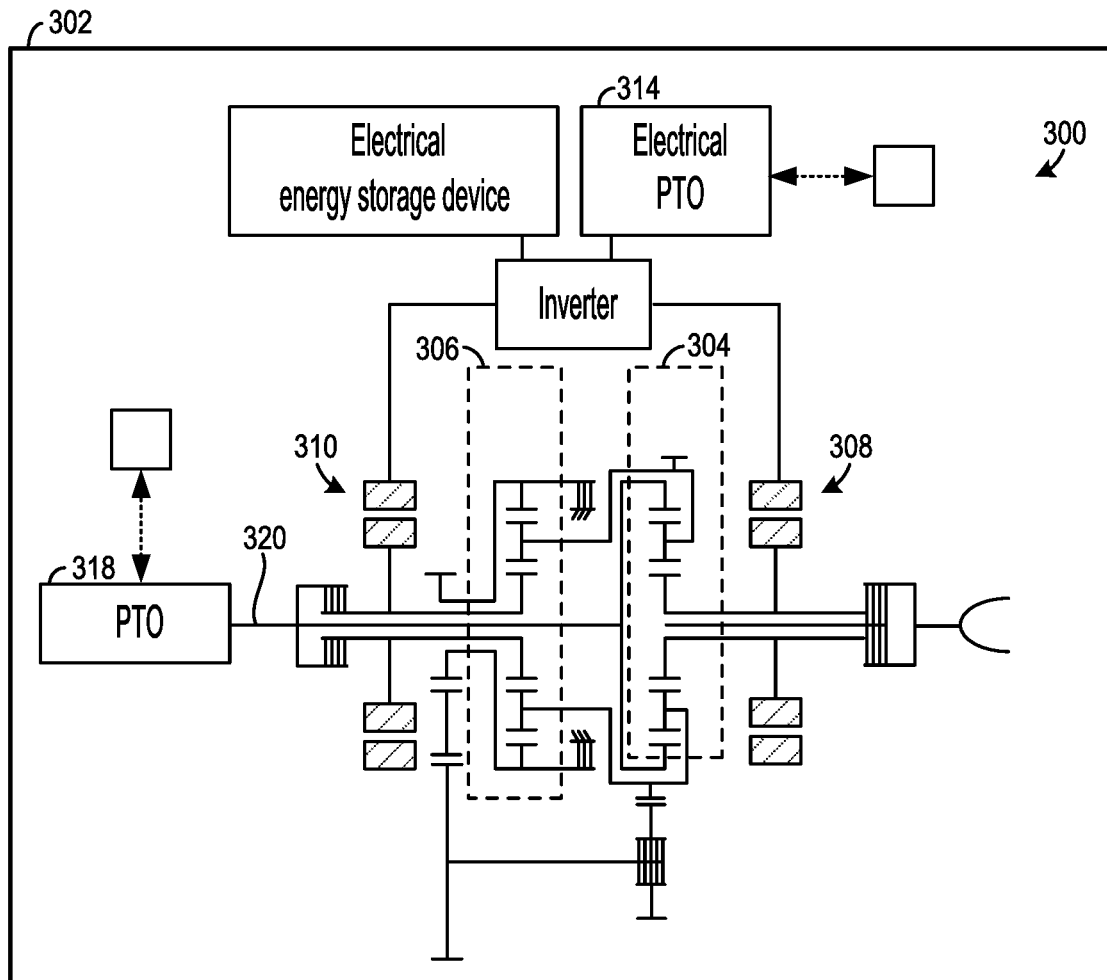 302
314
300
Electrical
energy storage device
Electrical
PTO
Inverter
306
304
310
308
318
320
PTO